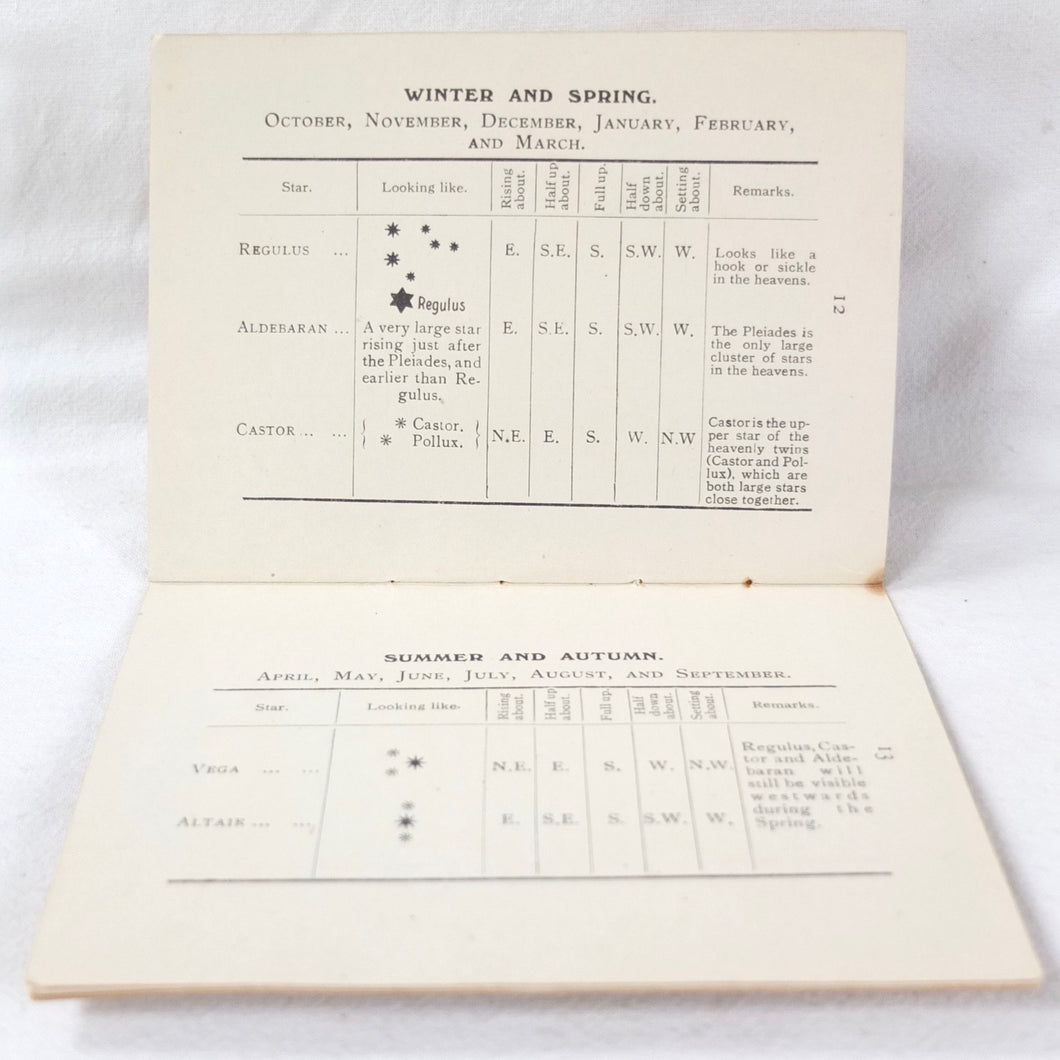 WINTER AND SPRING.
OCTOBER, NOVEMBER, DECEMBER, JANUARY, FEBRUARY,
AND MARCH.
Star. Looking like. Rising about. Half up about. Full up. Half down about. Setting about. Remarks.
REGULUS ... E. S.E. S. S.W. W. Looks like a
hook or sickle
in the heavens.
Regulus
ALDEBARAN ... A very large star E. S.E. S. S.W. W. The Pleiades is
rising just after the only large
the Pleiades, and cluster of stars
earlier than Re- in the heavens.
gulus.
CASTOR ... ... { * Castor. } N.E. E. S. W. N.W Castor is the up-
{ * Pollux. } per star of the
heavenly twins
(Castor and Pol-
lux), which are
both large stars
close together.
12
SUMMER AND AUTUMN.
APRIL, MAY, JUNE, JULY, AUGUST, AND SEPTEMBER.
Star. Looking like- Rising about. Half up about. Full up. Half down about. Setting about. Remarks.
VEGA ... ... N.E. E. S. W. N.W. Regulus, Cas-
tor and Alde-
baran will
still be visible
westwards
ALTAIR ... ... E. S.E. S. S.W. W. during the
Spring.
13